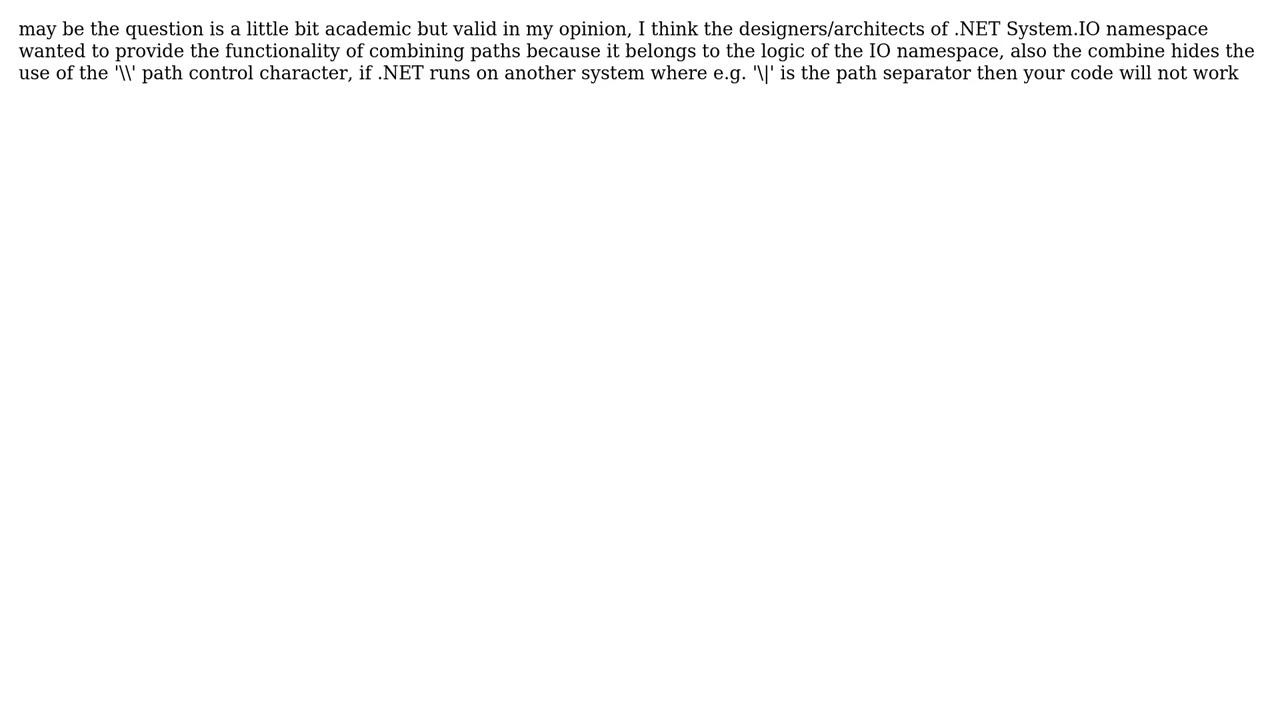 may be the question is a little bit academic but valid in my opinion, I think the designers/architects of .NET System.IO namespace
wanted to provide the functionality of combining paths because it belongs to the logic of the IO namespace, also the combine hides the
use of the '\\' path control character, if .NET runs on another system where e.g. '\|' is the path separator then your code will not work